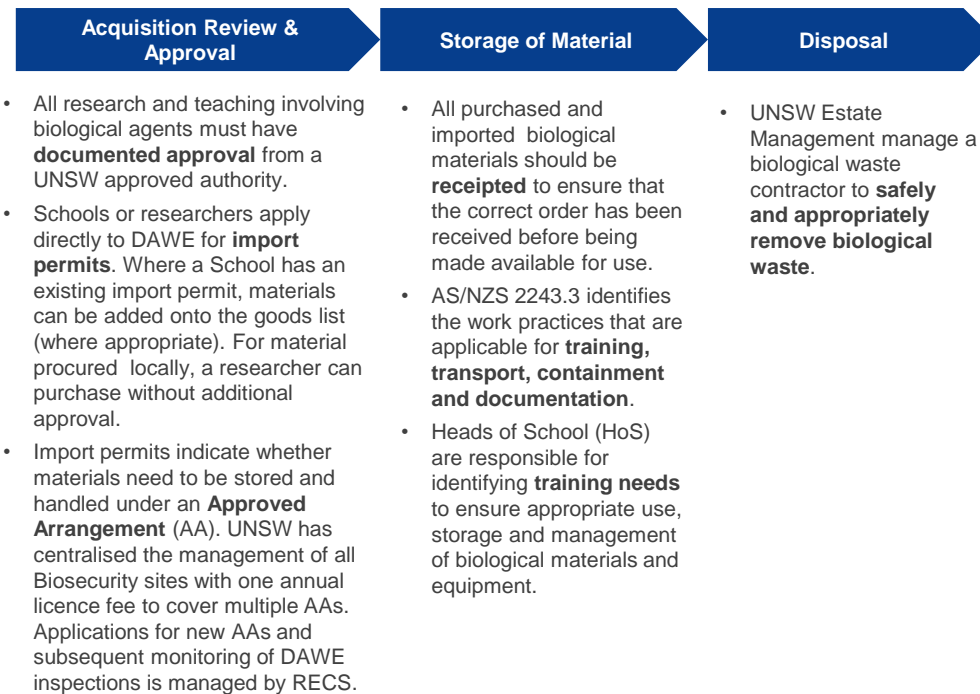 Acquisition Review &
Approval
• All research and teaching involving
biological agents must have
documented approval from a
UNSW approved authority.
• Schools or researchers apply
directly to DAWE for import
permits. Where a School has an
existing import permit, materials
can be added onto the goods list
(where appropriate). For material
procured locally, a researcher can
purchase without additional
approval.
• Import permits indicate whether
materials need to be stored and
handled under an Approved
Arrangement (AA). UNSW has
centralised the management of all
Biosecurity sites with one annual
licence fee to cover multiple AAs.
Applications for new AAs and
subsequent monitoring of DAWE
inspections is managed by RECS.
Storage of Material
• All purchased and
imported biological
materials should be
receipted to ensure that
the correct order has been
received before being
made available for use.
• AS/NZS 2243.3 identifies
the work practices that are
applicable for training,
transport, containment
and documentation.
• Heads of School (HoS)
are responsible for
identifying training needs
to ensure appropriate use,
storage and management
of biological materials and
equipment.
Disposal
• UNSW Estate
Management manage a
biological waste
contractor to safely
and appropriately
remove biological
waste.